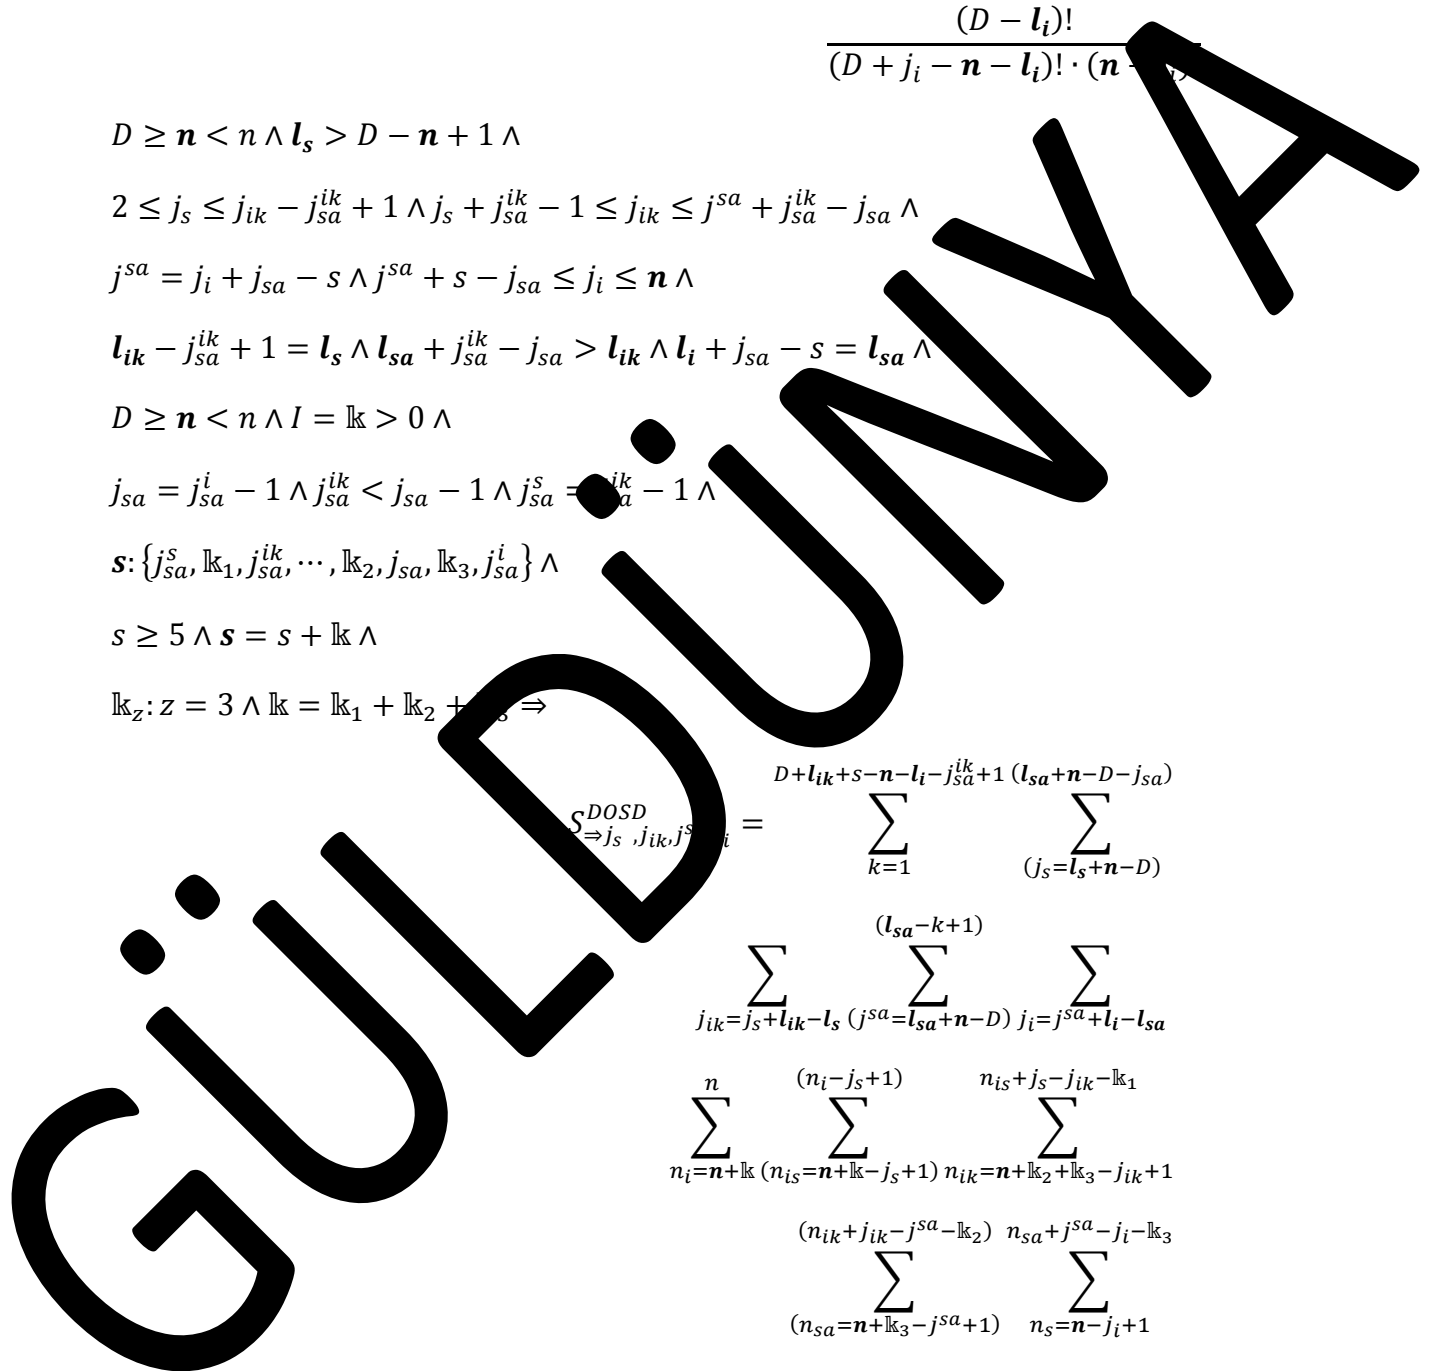 (D − l_i)!
(D + j_i − n − l_i)! · (n
D ≥ n < n ∧ l_s > D − n + 1 ∧
2 ≤ j_s ≤ j_ik − j_sa^ik + 1 ∧ j_s + j_sa^ik − 1 ≤ j_ik ≤ j^sa + j_sa^ik − j_sa ∧
j^sa = j_i + j_sa − s ∧ j^sa + s − j_sa ≤ j_i ≤ n ∧
l_ik − j_sa^ik + 1 = l_s ∧ l_sa + j_sa^ik − j_sa > l_ik ∧ l_i + j_sa − s = l_sa ∧
D ≥ n < n ∧ I = 𝕜 > 0 ∧
j_sa = j_sa^i − 1 ∧ j_sa^ik < j_sa − 1 ∧ j_sa^s = − 1 ∧
s: {j_sa^s, 𝕜_1, j_sa^ik, ⋯, 𝕜_2, j_sa, 𝕜_3, j_sa^i} ∧
s ≥ 5 ∧ s = s + 𝕜 ∧
𝕜_z: z = 3 ∧ 𝕜 = 𝕜_1 + 𝕜_2 + ⇒
D+l_ik+s−n−l_i−j_sa^ik+1 (l_sa+n−D−j_sa)
S^DOSD_⇒j_s ,j_ik,j^s i = ∑ ∑
k=1 (j_s=l_s+n−D)
(l_sa−k+1)
∑ ∑ ∑
j_ik=j_s+l_ik−l_s (j^sa=l_sa+n−D) j_i=j^sa+l_i−l_sa
n (n_i−j_s+1) n_is+j_s−j_ik−𝕜_1
∑ ∑ ∑
n_i=n+𝕜 (n_is=n+𝕜−j_s+1) n_ik=n+𝕜_2+𝕜_3−j_ik+1
(n_ik+j_ik−j^sa−𝕜_2) n_sa+j^sa−j_i−𝕜_3
∑ ∑
(n_sa=n+𝕜_3−j^sa+1) n_s=n−j_i+1
GÜLDÜNYA